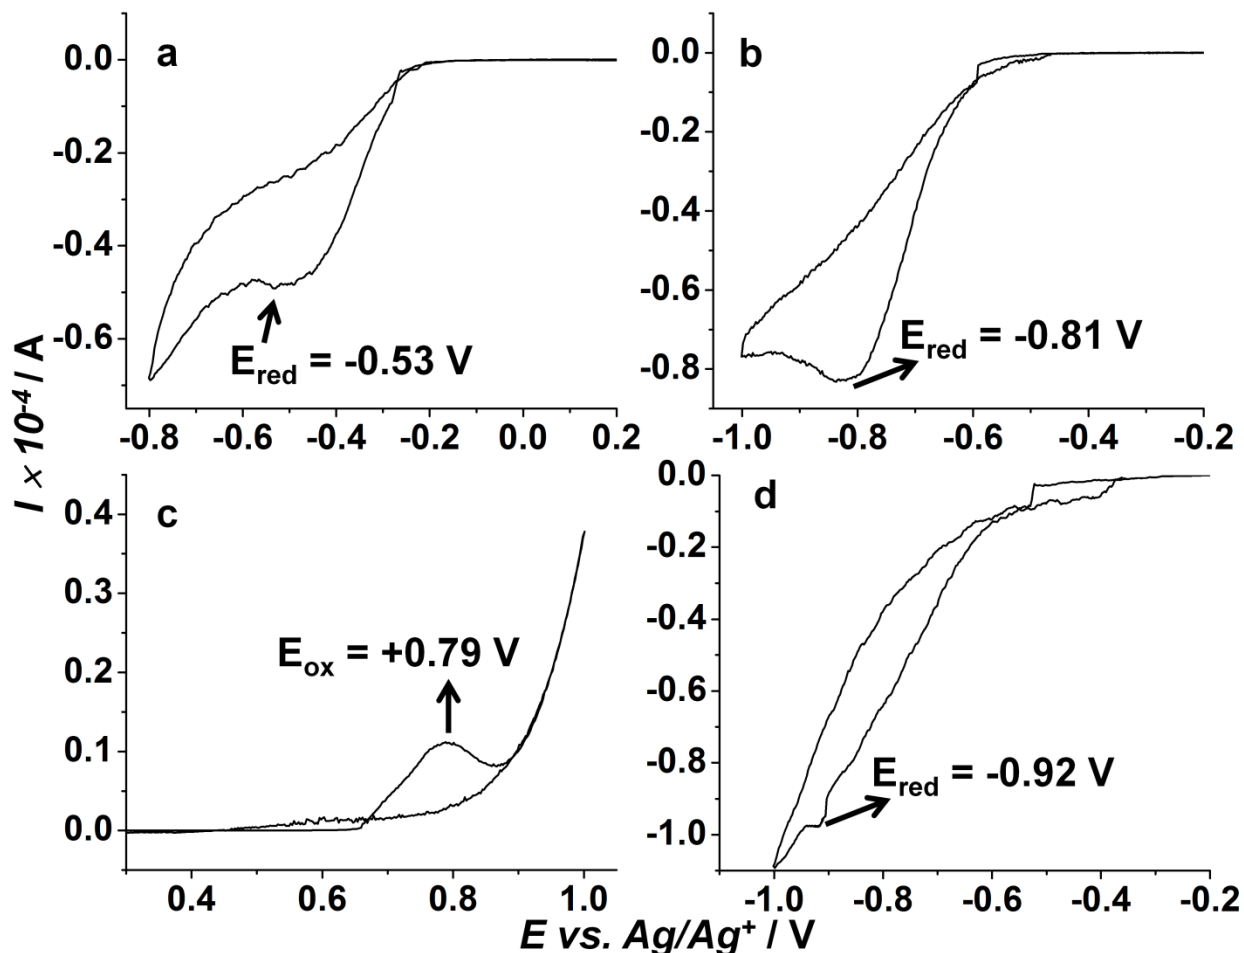 a
0.0
-0.2
-0.4
-0.6
E_red = -0.53 V
-0.8 -0.6 -0.4 -0.2 0.0 0.2
b
0.0
-0.2
-0.4
-0.6
-0.8
E_red = -0.81 V
-1.0 -0.8 -0.6 -0.4 -0.2
I × 10⁻⁴ / A
c
0.4
0.3
0.2
0.1
0.0
E_ox = +0.79 V
0.4 0.6 0.8 1.0
d
0.0
-0.2
-0.4
-0.6
-0.8
-1.0
E_red = -0.92 V
-1.0 -0.8 -0.6 -0.4 -0.2
E vs. Ag/Ag⁺ / V